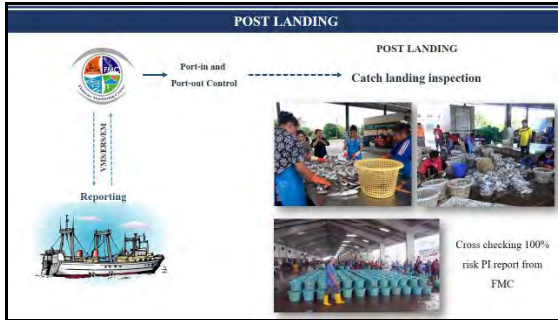 POST LANDING
FMC
Port-in and
Port-out Control
POST LANDING
Catch landing inspection
VMS/ERS/EM
Reporting
Cross checking 100%
risk PI report from
FMC